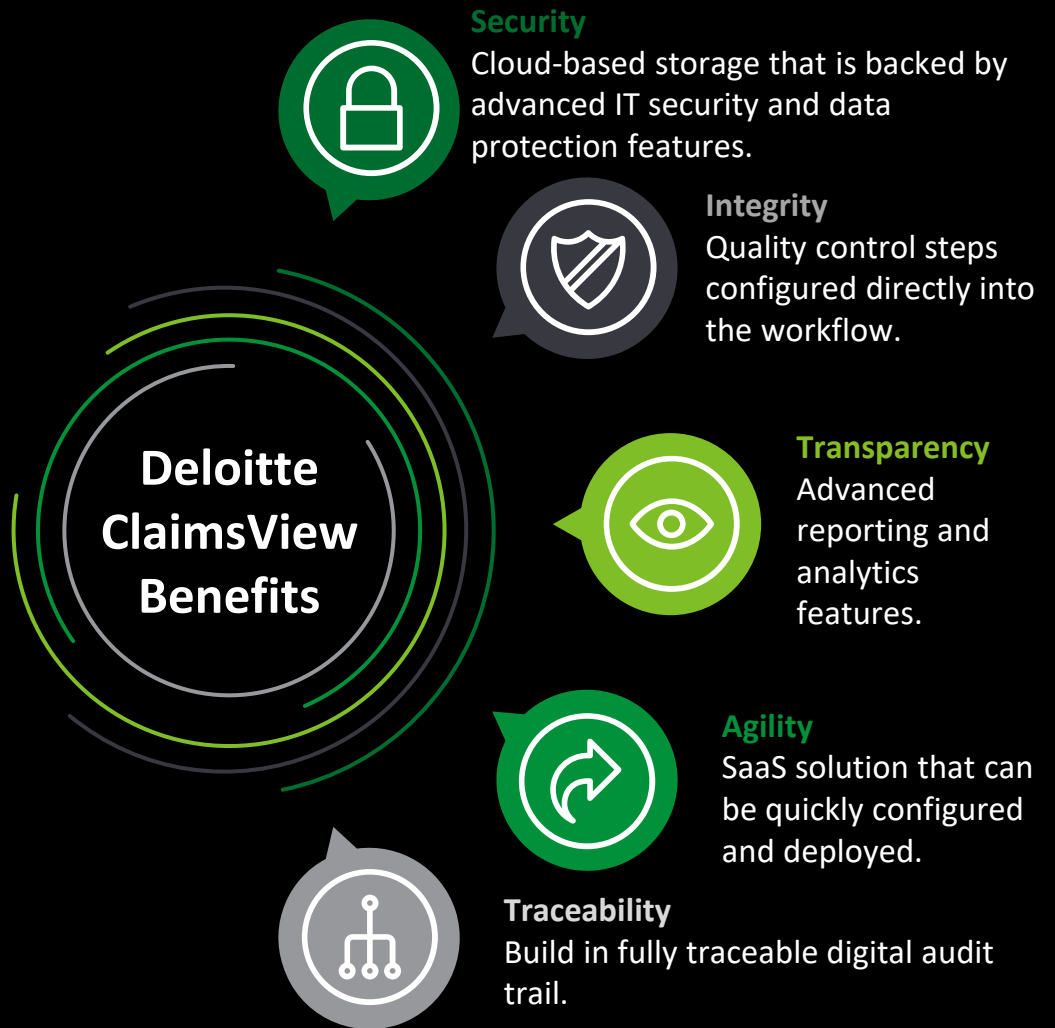 Security
Cloud-based storage that is backed by
advanced IT security and data
protection features.
Integrity
Quality control steps
configured directly into
the workflow.
Deloitte
ClaimsView
Benefits
Transparency
Advanced
reporting and
analytics
features.
Agility
SaaS solution that can
be quickly configured
and deployed.
Traceability
Build in fully traceable digital audit
trail.